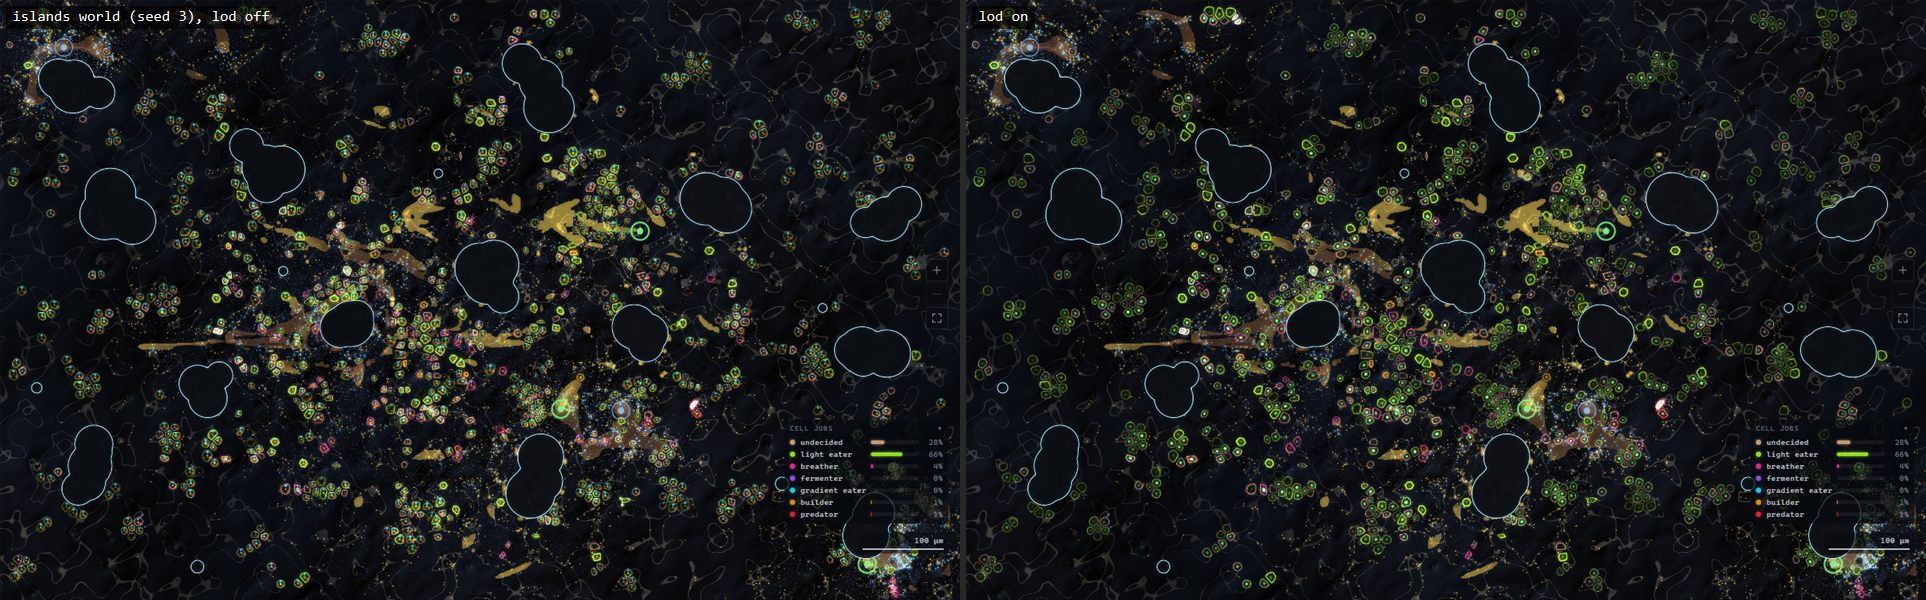 islands world (seed 3), lod off
+
CELL JOBS
undecided 28%
light eater 66%
breather 4%
fermenter 0%
gradient eater 0%
builder
predator 1%
100 µm
lod on
+
CELL JOBS
undecided 28%
light eater 66%
breather 4%
fermenter 0%
gradient eater 0%
builder
predator 1%
100 µm